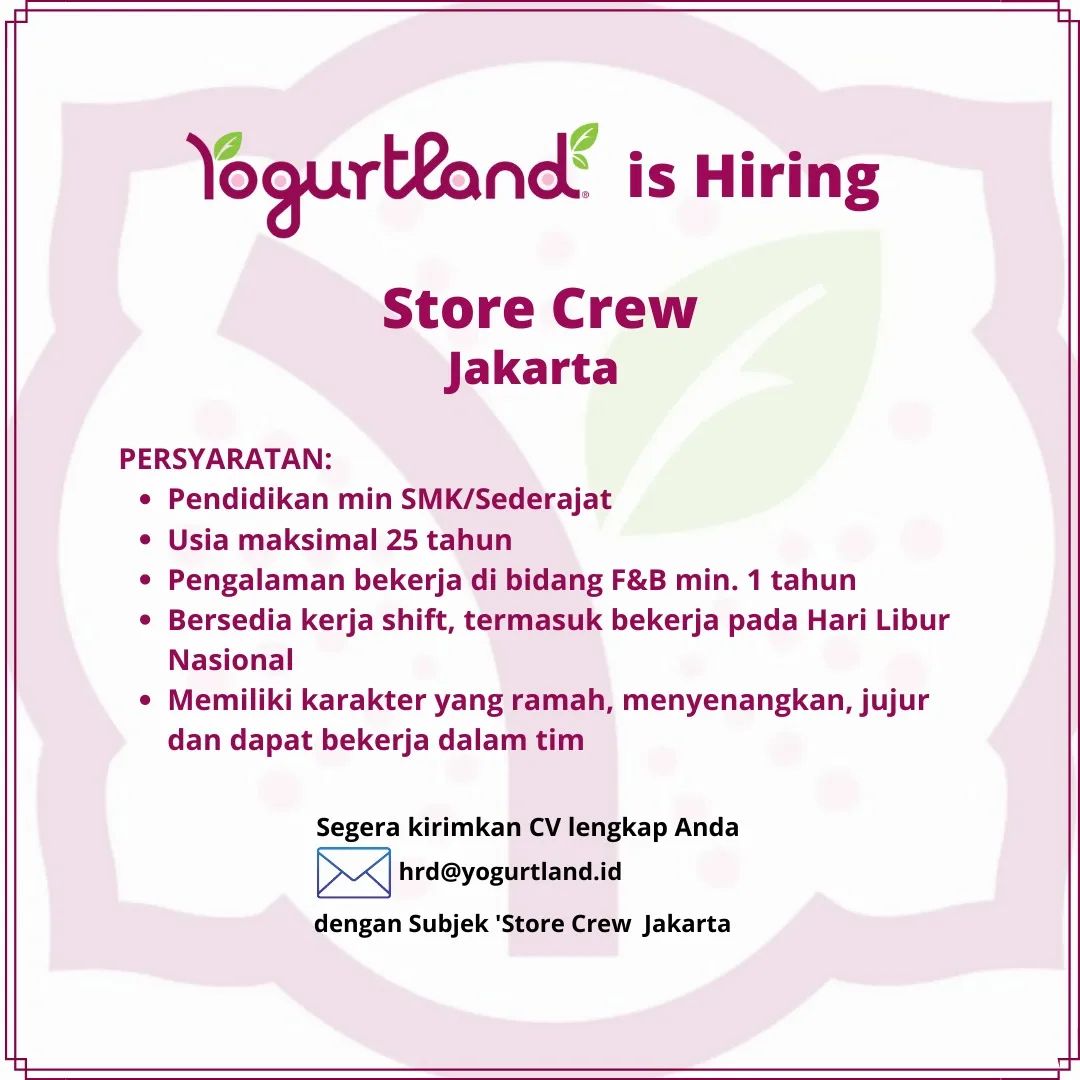 Yogurtland® is Hiring
Store Crew
Jakarta
PERSYARATAN:
• Pendidikan min SMK/Sederajat
• Usia maksimal 25 tahun
• Pengalaman bekerja di bidang F&B min. 1 tahun
• Bersedia kerja shift, termasuk bekerja pada Hari Libur
Nasional
• Memiliki karakter yang ramah, menyenangkan, jujur
dan dapat bekerja dalam tim
Segera kirimkan CV lengkap Anda
hrd@yogurtland.id
dengan Subjek 'Store Crew  Jakarta